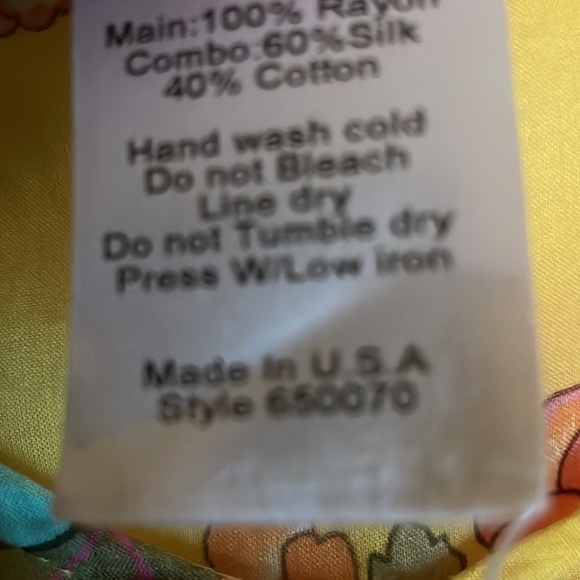 Main:100% Rayon
Combo:60%Silk
40% Cotton
Hand wash cold
Do not Bleach
Line dry
Do not Tumble dry
Press W/Low iron
Made In U.S.A
Style 650070